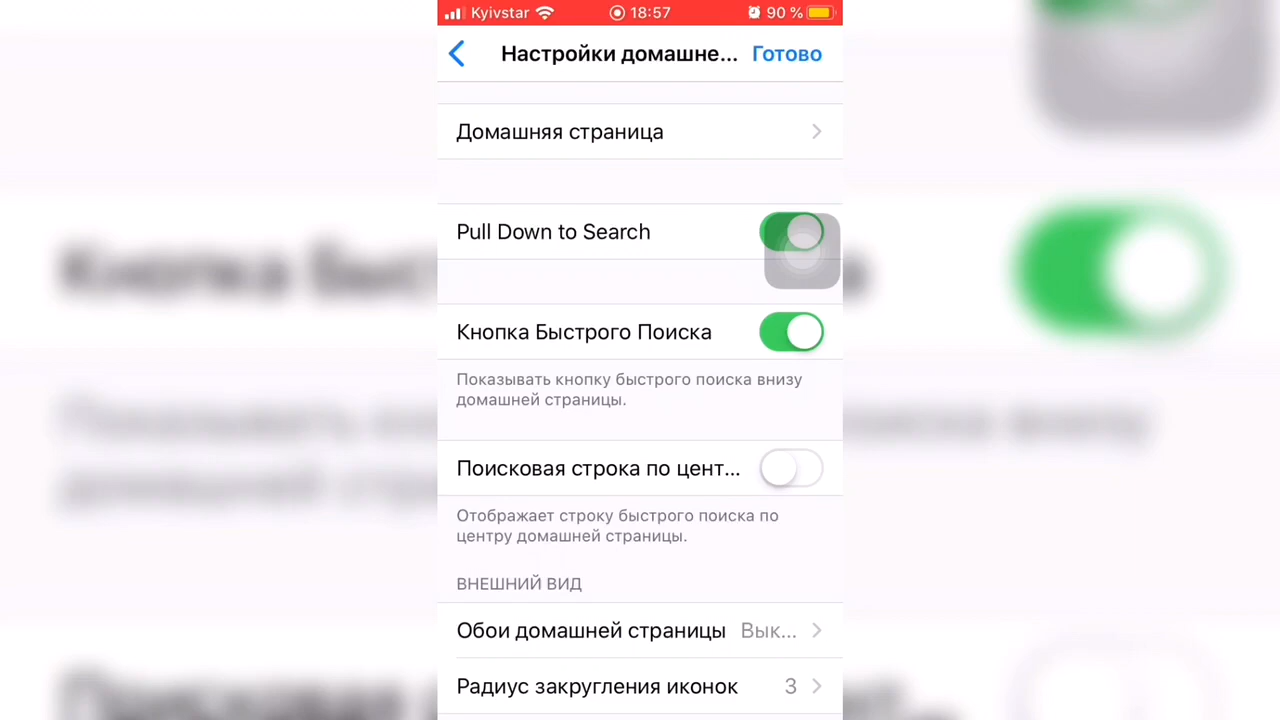 Kyivstar 18:57 90 %
Настройки домашне... Готово
Домашняя страница
Pull Down to Search
Кнопка Быстрого Поиска
Показывать кнопку быстрого поиска внизу
домашней страницы.
Поисковая строка по цент...
Отображает строку быстрого поиска по
центру домашней страницы.
ВНЕШНИЙ ВИД
Обои домашней страницы Вык...
Радиус закругления иконок 3